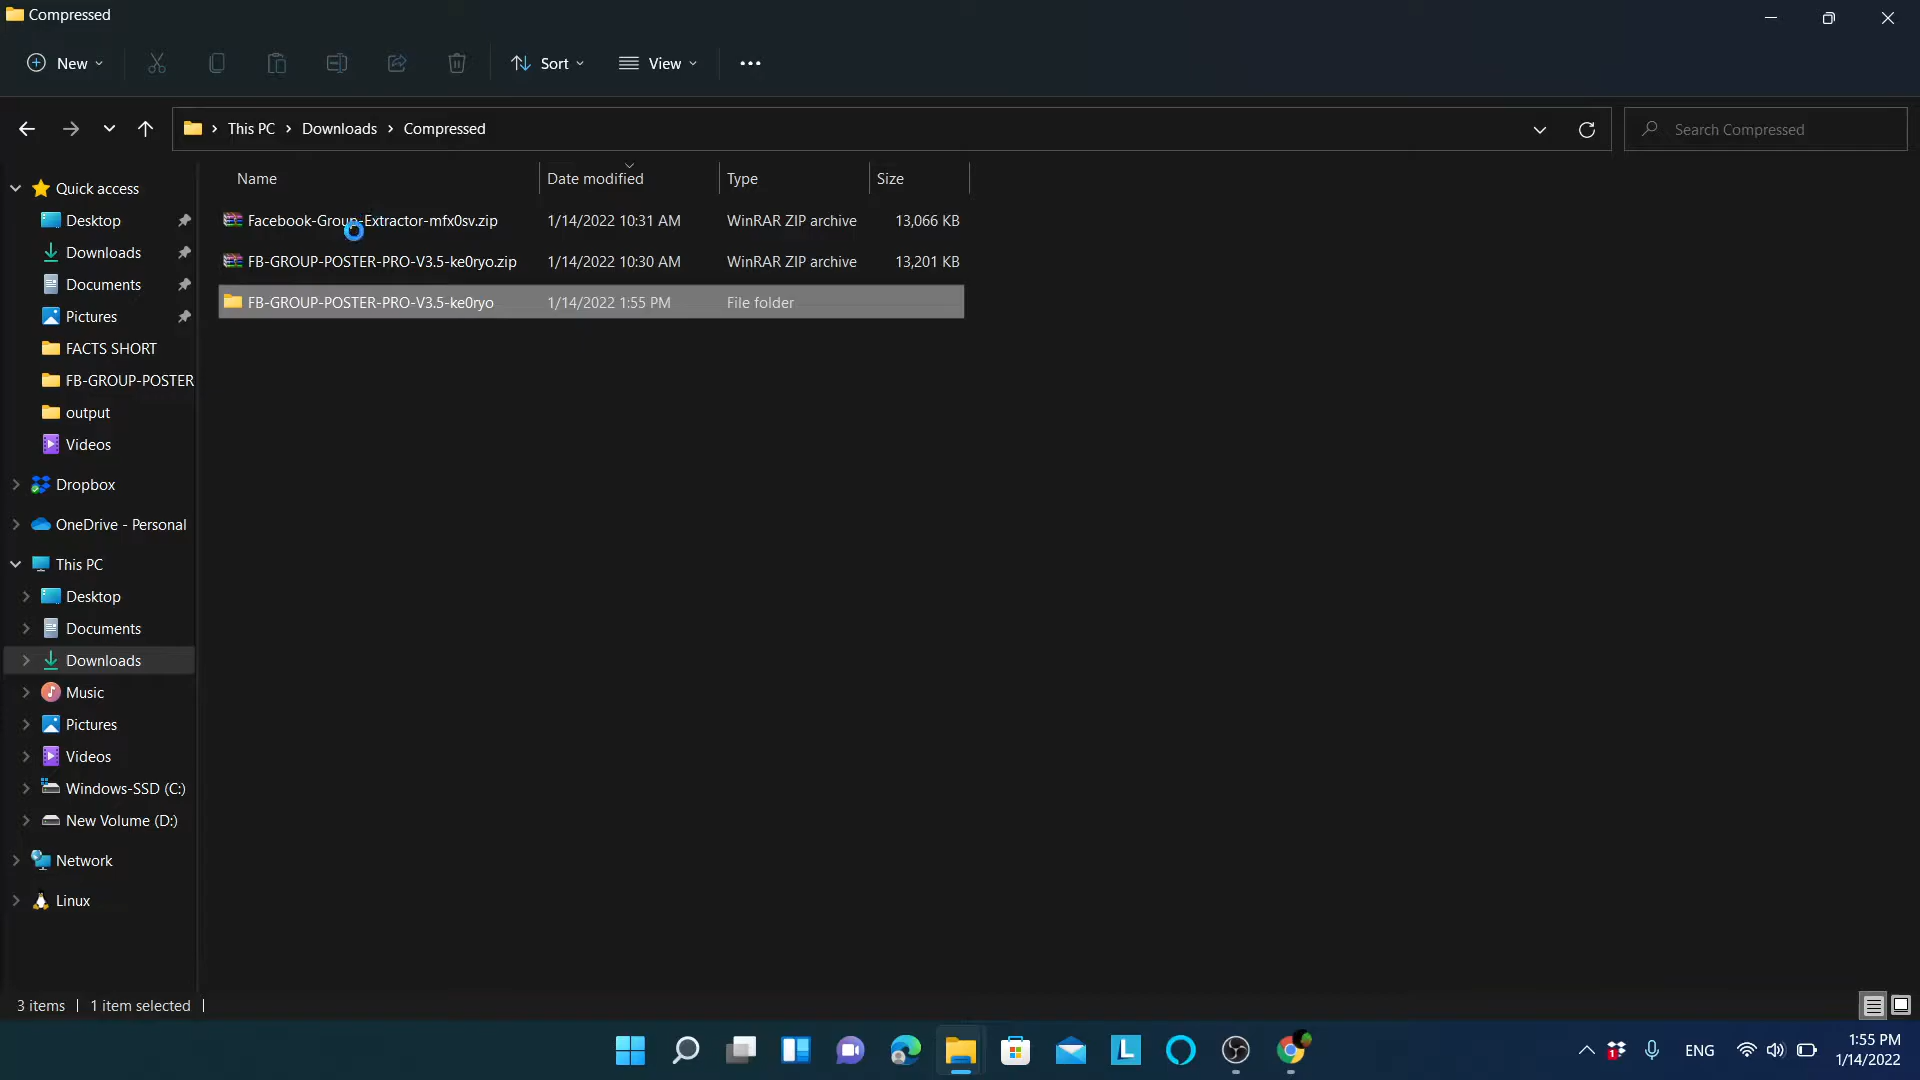 Compressed
New
Sort
View
This PC
Downloads
Compressed
Search Compressed
Name
Date modified
Type
Size
Facebook-Group-Extractor-mfx0sv.zip
1/14/2022 10:31 AM
WinRAR ZIP archive
13,066 KB
FB-GROUP-POSTER-PRO-V3.5-ke0ryo.zip
1/14/2022 10:30 AM
WinRAR ZIP archive
13,201 KB
FB-GROUP-POSTER-PRO-V3.5-ke0ryo
1/14/2022 1:55 PM
File folder
Quick access
Desktop
Downloads
Documents
Pictures
FACTS SHORT
FB-GROUP-POSTER
output
Videos
Dropbox
OneDrive - Personal
This PC
Desktop
Documents
Downloads
Music
Pictures
Videos
Windows-SSD (C:)
New Volume (D:)
Network
Linux
3 items
1 item selected
L
1
ENG
1:55 PM
1/14/2022